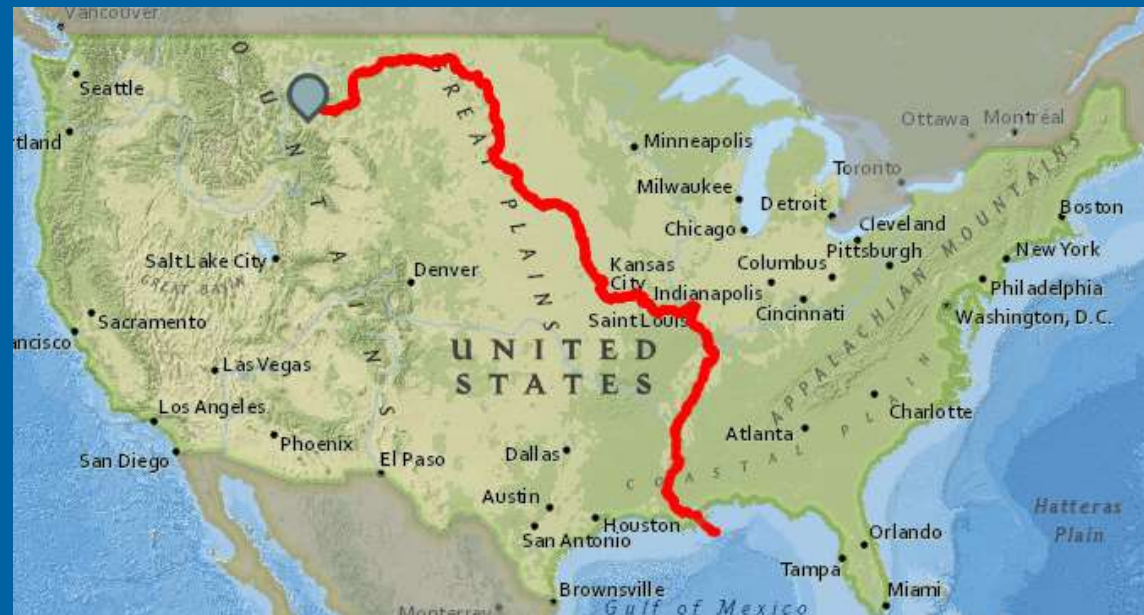 Vancouver
Seattle
rtland
Minneapolis
Ottawa
Montréal
Toronto
Milwaukee
Detroit
Boston
Chicago
Cleveland
Pittsburgh
New York
Salt Lake City
GREAT BASIN
Denver
Kansas
City
Columbus
Indianapolis
Philadelphia
Sacramento
Saint Louis
Cincinnati
Washington, D.C.
ancisco
Las Vegas
UNITED
STATES
GREAT PLAINS
OUNTAINS
APPALACHIAN MOUNTAINS
COASTAL PLAIN
Los Angeles
Charlotte
Phoenix
Atlanta
San Diego
El Paso
Dallas
Austin
Houston
San Antonio
Hatteras
Plain
Orlando
Tampa
Brownsville
Miami
Monterrey
Gulf of Mexico